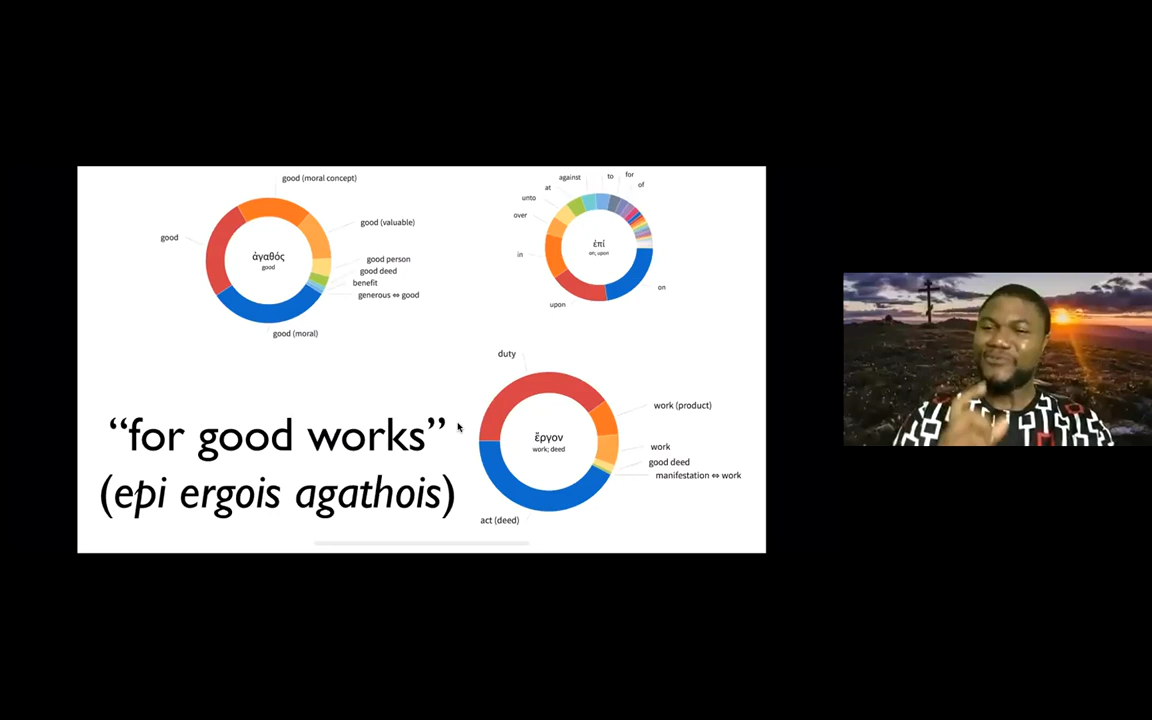 good (moral concept)
good (valuable)
good
good person
good deed
benefit
generous ⇔ good
good (moral)
ἀγαθός
good
against
to
for
of
at
unto
over
in
upon
on
ἐπί
on; upon
duty
work (product)
work
good deed
manifestation ⇔ work
act (deed)
ἔργον
work; deed
“for good works”
(epi ergois agathois)